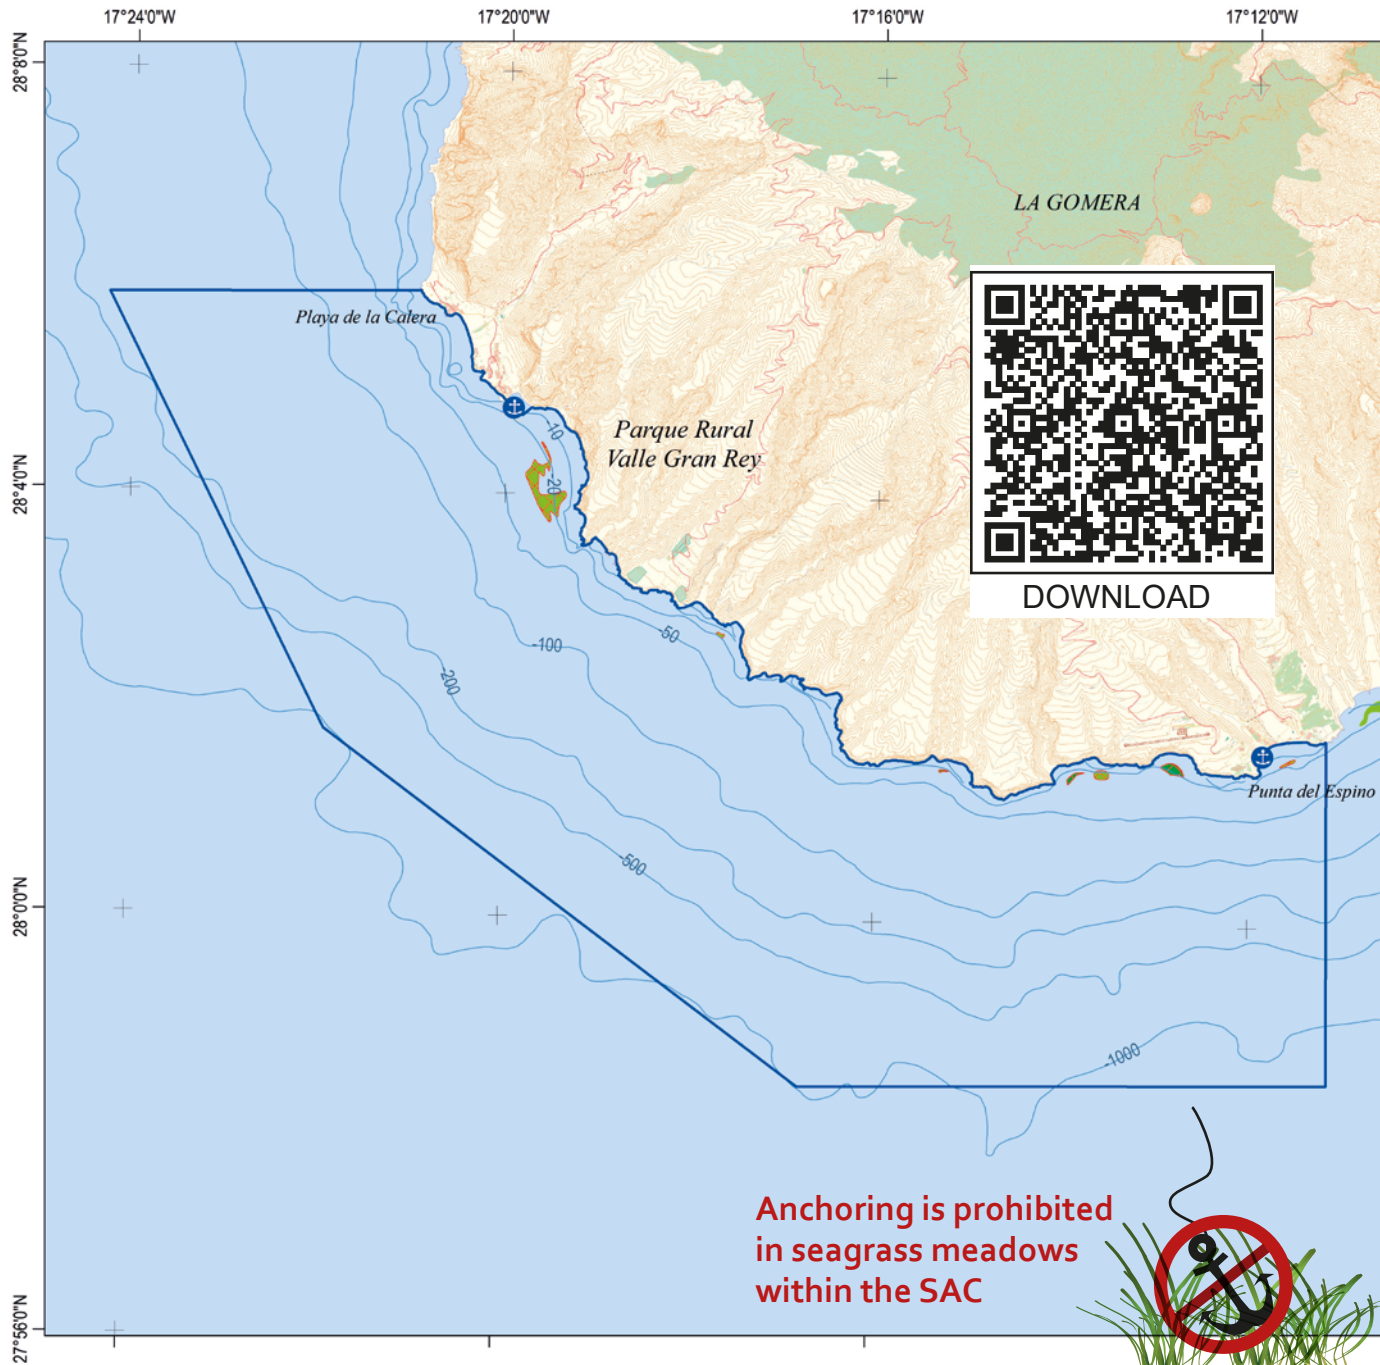 17°24'0"W
17°20'0"W
17°16'0"W
17°12'0"W
28°8'0"N
LA GOMERA
Playa de la Calera
-10
Parque Rural
Valle Gran Rey
28°4'0"N
-20
DOWNLOAD
-50
-100
-200
Punta del Espino
-500
28°0'0"N
-1000
Anchoring is prohibited
in seagrass meadows
within the SAC
27°56'0"N